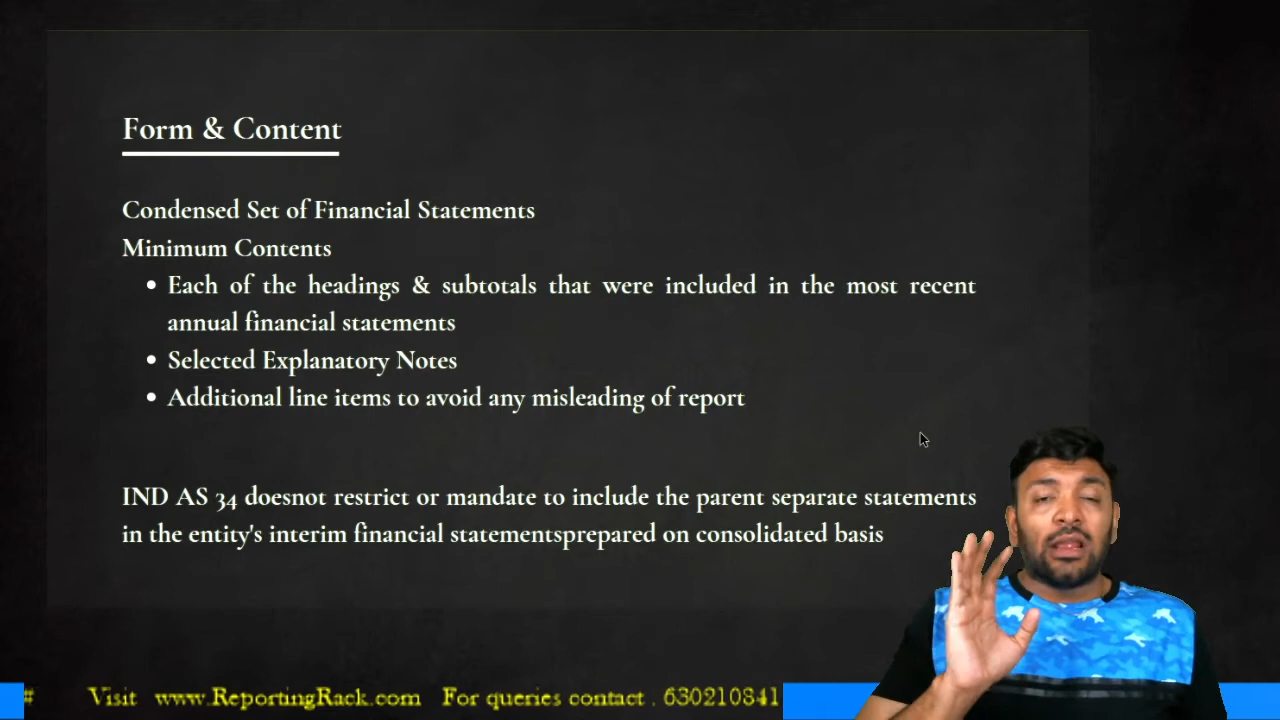 Form & Content
Condensed Set of Financial Statements
Minimum Contents
• Each of the headings & subtotals that were included in the most recent
annual financial statements
• Selected Explanatory Notes
• Additional line items to avoid any misleading of report
IND AS 34 doesnot restrict or mandate to include the parent separate statements
in the entity's interim financial statementsprepared on consolidated basis
# Visit www.ReportingRack.com For queries contact . 630210841